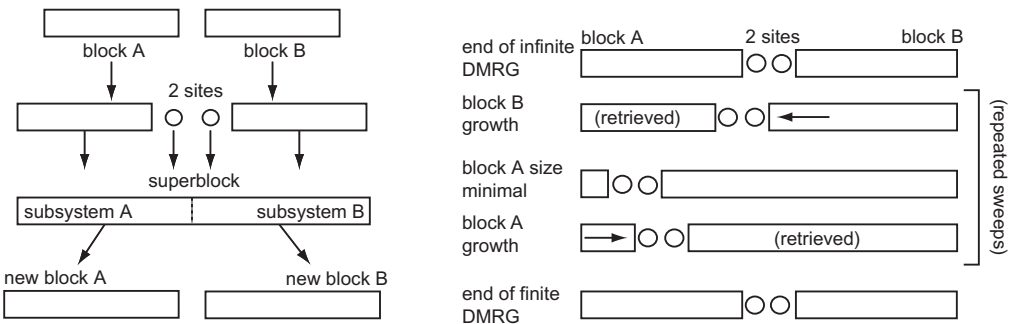 block A
block B
2 sites
superblock
subsystem A
subsystem B
new block A
new block B
block A
2 sites
block B
end of infinite
DMRG
block B
growth
(retrieved)
block A size
minimal
block A
growth
(retrieved)
end of finite
DMRG
(repeated sweeps)